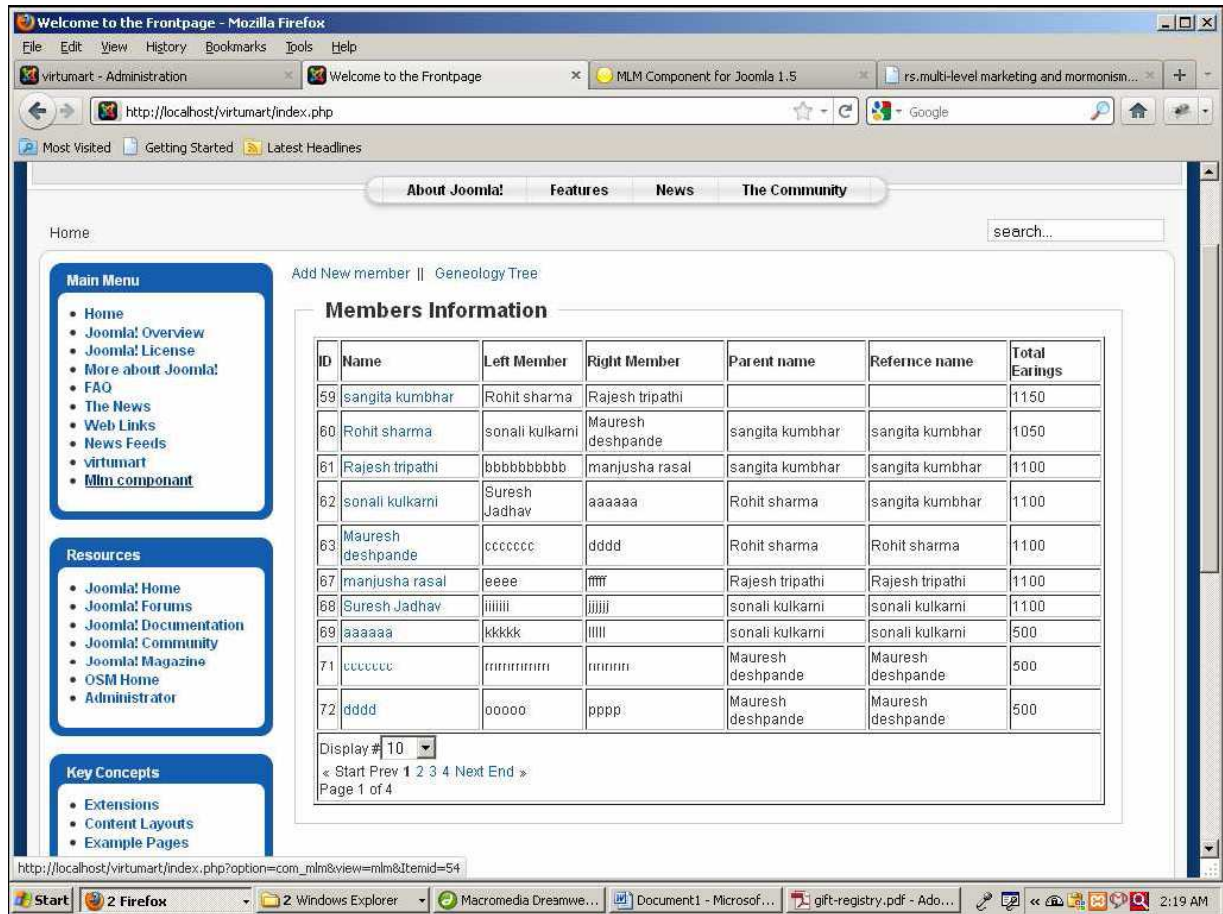 Welcome to the Frontpage - Mozilla Firefox
File Edit View History Bookmarks Tools Help
virtumart - Administration
Welcome to the Frontpage
MLM Component for Joomla 1.5
rs.multi-level marketing and mormonism...
http://localhost/virtumart/index.php
Google
Most Visited Getting Started Latest Headlines
About Joomla! Features News The Community
Home
search...
Main Menu
Home
Joomla! Overview
Joomla! License
More about Joomla!
FAQ
The News
Web Links
News Feeds
virtumart
Mlm componant
Resources
Joomla! Home
Joomla! Forums
Joomla! Documentation
Joomla! Community
Joomla! Magazine
OSM Home
Administrator
Key Concepts
Extensions
Content Layouts
Example Pages
Add New member || Geneology Tree
Members Information
ID Name Left Member Right Member Parent name Refernce name Total Earings
59 sangita kumbhar Rohit sharma Rajesh tripathi 1150
60 Rohit sharma sonali kulkarni Mauresh deshpande sangita kumbhar sangita kumbhar 1050
61 Rajesh tripathi bbbbbbbbbb manjusha rasal sangita kumbhar sangita kumbhar 1100
62 sonali kulkarni Suresh Jadhav aaaaaa Rohit sharma sangita kumbhar 1100
63 Mauresh deshpande ccccccc dddd Rohit sharma Rohit sharma 1100
67 manjusha rasal eeee Rajesh tripathi Rajesh tripathi 1100
68 Suresh Jadhav sonali kulkarni sonali kulkarni 1100
69 aaaaaa kkkkk lllll sonali kulkarni sonali kulkarni 500
71 ccccccc Mauresh deshpande Mauresh deshpande 500
72 dddd ooooo pppp Mauresh deshpande Mauresh deshpande 500
Display # 10
« Start Prev 1 2 3 4 Next End »
Page 1 of 4
http://localhost/virtumart/index.php?option=com_mlm&view=mlm&Itemid=54
Start 2 Firefox 2 Windows Explorer Macromedia Dreamwe... Document1 - Microsof... gift-registry.pdf - Ado... 2:19 AM